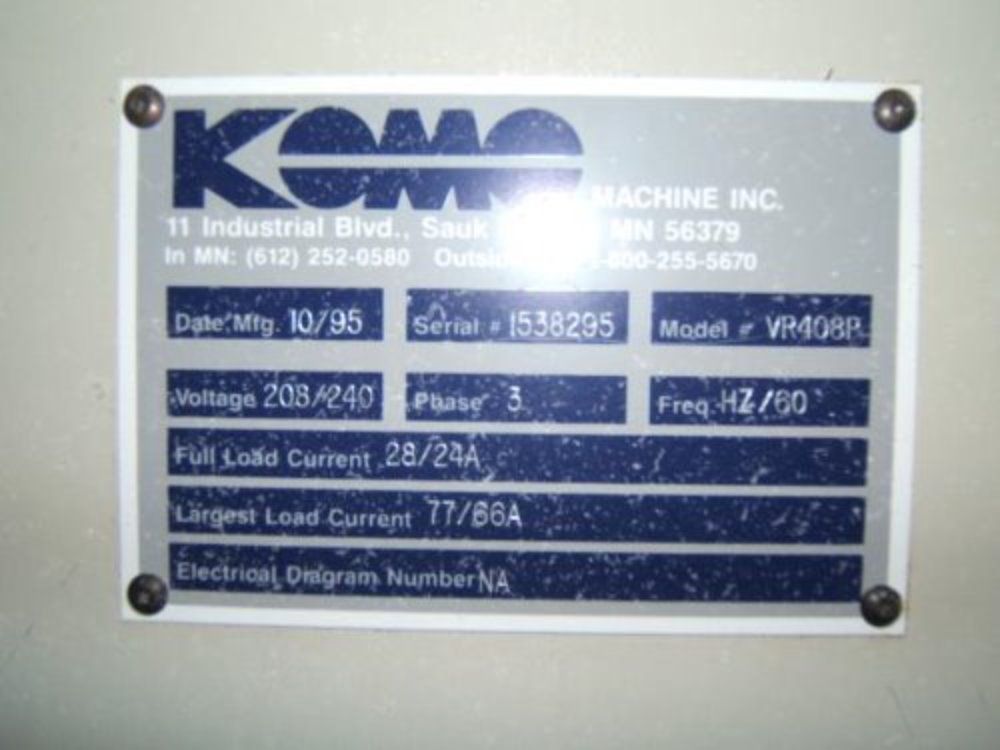 KOMO MACHINE INC.
11 Industrial Blvd., Sauk MN 56379
In MN: (612) 252-0580 1-800-255-5670
Date Mfg. 10/95 Serial # 1538295 Model # VR408P
Voltage 208/240 Phase 3 Freq. HZ/60
Full Load Current 28/24A
Largest Load Current 77/66A
Electrical Diagram Number NA